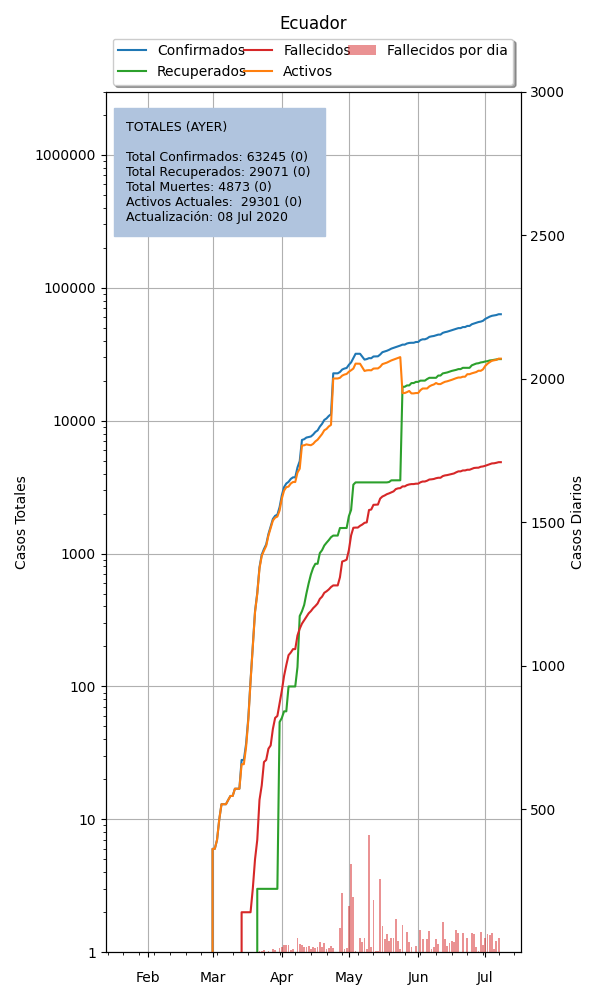 Ecuador
Confirmados
Recuperados
Fallecidos
Activos
Fallecidos por dia
TOTALES (AYER)
Total Confirmados: 63245 (0)
Total Recuperados: 29071 (0)
Total Muertes: 4873 (0)
Activos Actuales:  29301 (0)
Actualización: 08 Jul 2020
Casos Totales
1000000
100000
10000
1000
100
10
1
3000
2500
2000
1500
1000
500
Casos Diarios
Feb
Mar
Apr
May
Jun
Jul